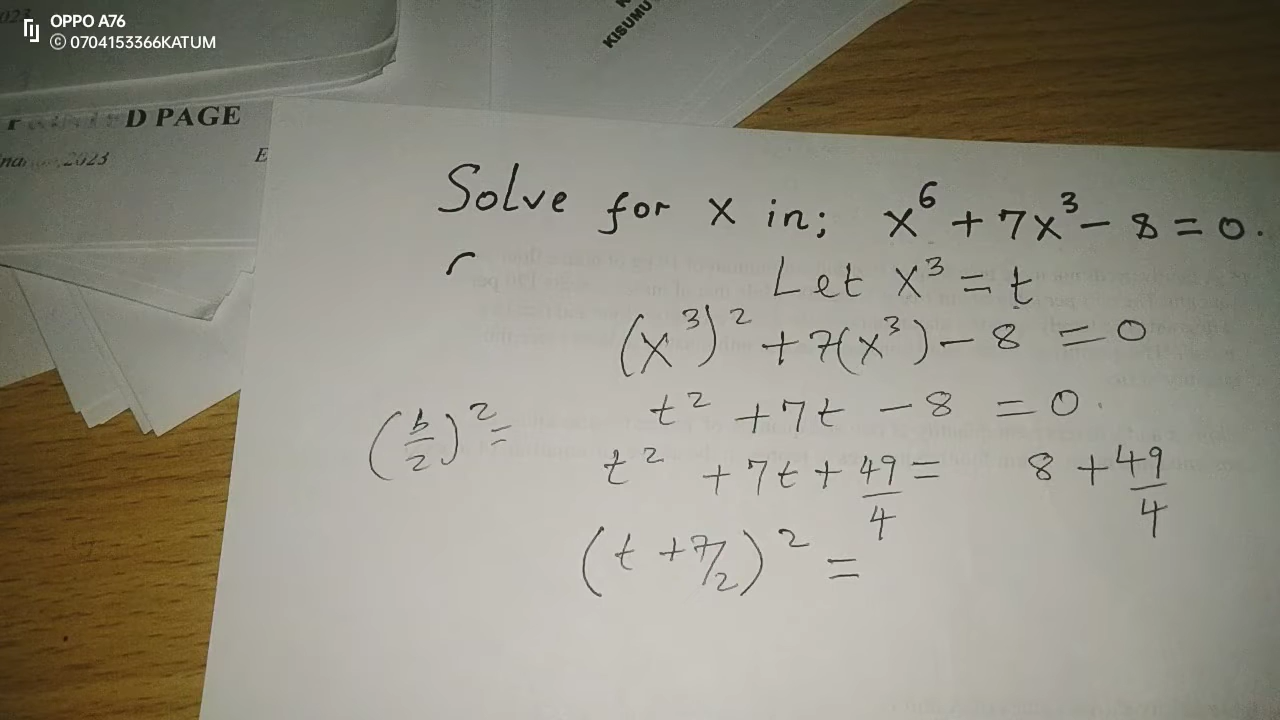 OPPO A76
© 0704153366KATUM
KISUMU
D PAGE
2023
E
Solve for x in; x⁶ + 7x³ - 8 = 0.
Let x³ = t
(x³)² + 7(x³) - 8 = 0
t² + 7t - 8 = 0.
(b/2)² =
t² + 7t + 49/4 = 8 + 49/4
(t + 7/2)² =